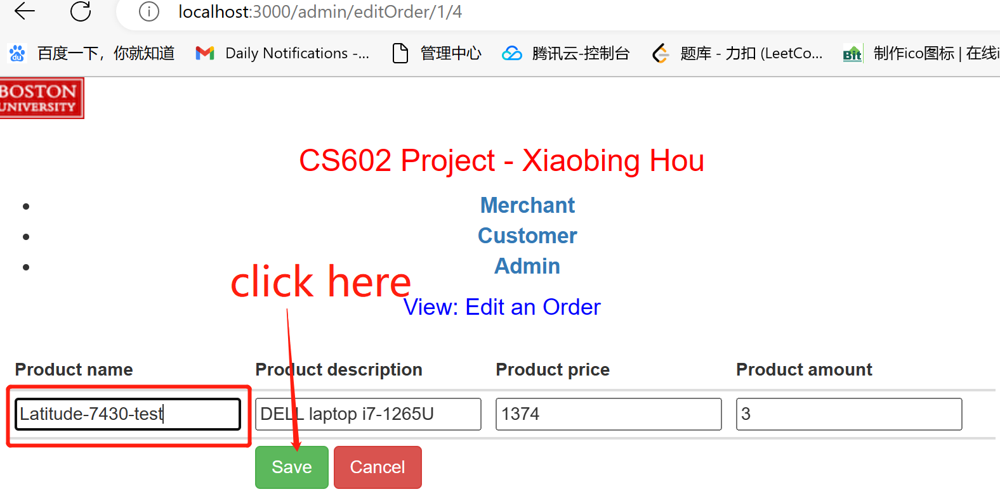 localhost:3000/admin/editOrder/1/4
百度一下，你就知道 Daily Notifications -... 管理中心 腾讯云-控制台 题库 - 力扣 (LeetCo... 制作ico图标 | 在线i
du Bit
BOSTON
UNIVERSITY
CS602 Project - Xiaobing Hou
Merchant
Customer
Admin
click here
View: Edit an Order
Product name Product description Product price Product amount
Latitude-7430-test DELL laptop i7-1265U 1374 3
Save Cancel